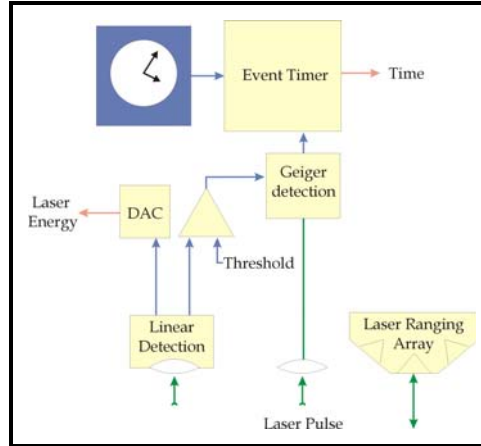 Event Timer
Time
Geiger
detection
Laser
Energy
DAC
Threshold
Linear
Detection
Laser Ranging
Array
Laser Pulse